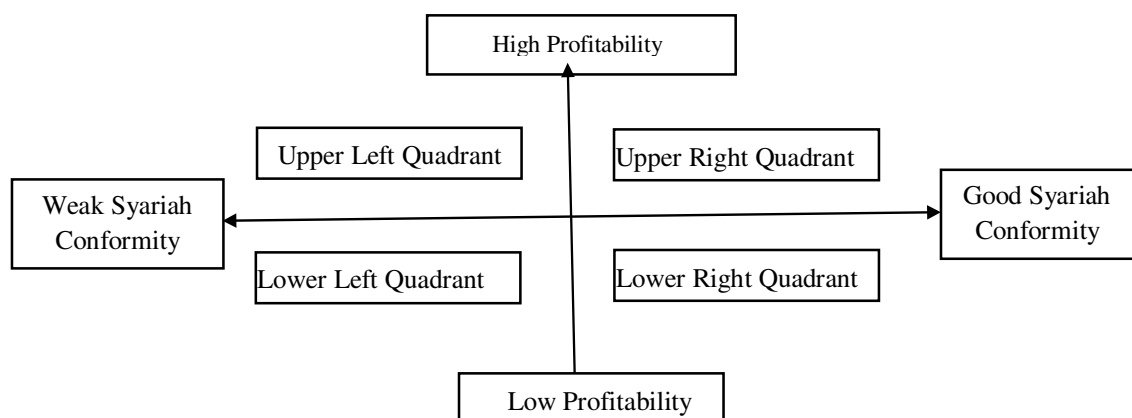 High Profitability
Upper Left Quadrant
Upper Right Quadrant
Weak Syariah
Conformity
Good Syariah
Conformity
Lower Left Quadrant
Lower Right Quadrant
Low Profitability